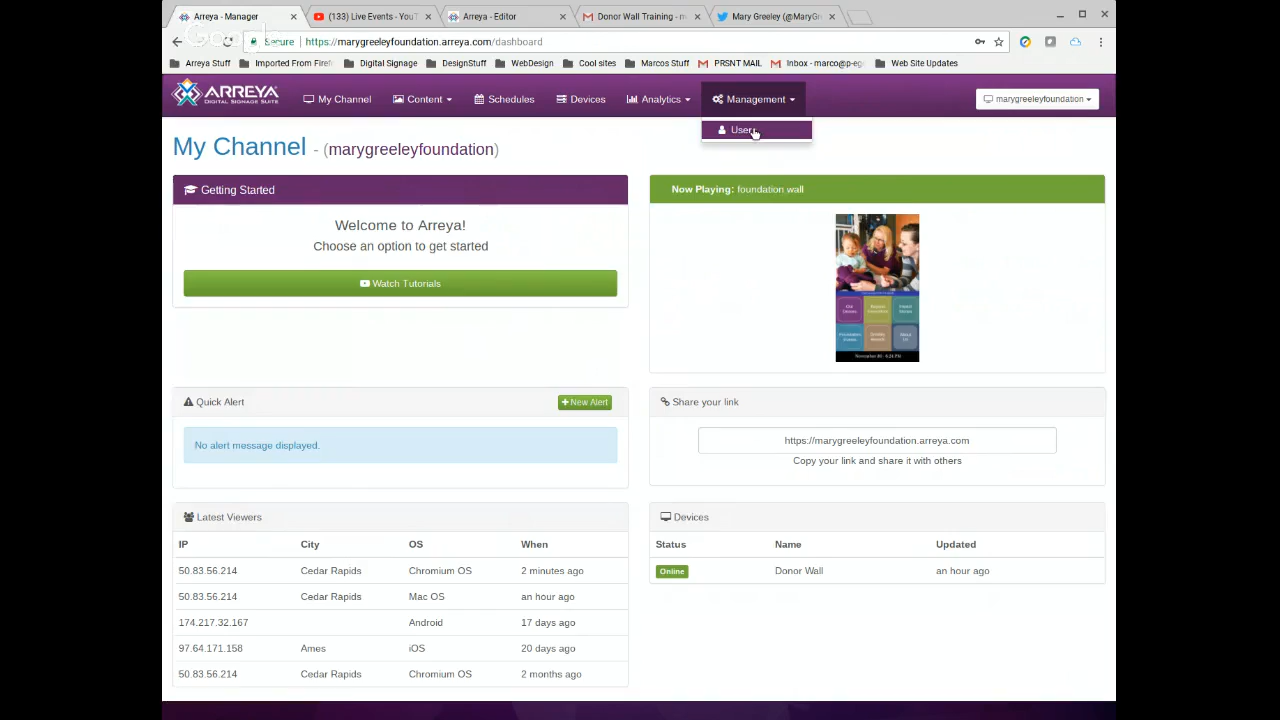 Arreya - Manager
(133) Live Events - YouT
Arreya - Editor
Donor Wall Training - m
Mary Greeley (@MaryGr
Google
Secure
https://marygreeleyfoundation.arreya.com/dashboard
Arreya Stuff
Imported From Firef
Digital Signage
DesignStuff
WebDesign
Cool sites
Marcos Stuff
PRSNT MAIL
Inbox - marco@p-eg
Web Site Updates
ARREYA
DIGITAL SIGNAGE SUITE
My Channel
Content
Schedules
Devices
Analytics
Management
marygreeleyfoundation
Users
My Channel - (marygreeleyfoundation)
Getting Started
Welcome to Arreya!
Choose an option to get started
Watch Tutorials
Now Playing: foundation wall
November 30 : 4:21 PM
Quick Alert
New Alert
No alert message displayed.
Share your link
https://marygreeleyfoundation.arreya.com
Copy your link and share it with others
Latest Viewers
IP City OS When
50.83.56.214 Cedar Rapids Chromium OS 2 minutes ago
50.83.56.214 Cedar Rapids Mac OS an hour ago
174.217.32.167 Android 17 days ago
97.64.171.158 Ames iOS 20 days ago
50.83.56.214 Cedar Rapids Chromium OS 2 months ago
Devices
Status Name Updated
Online Donor Wall an hour ago